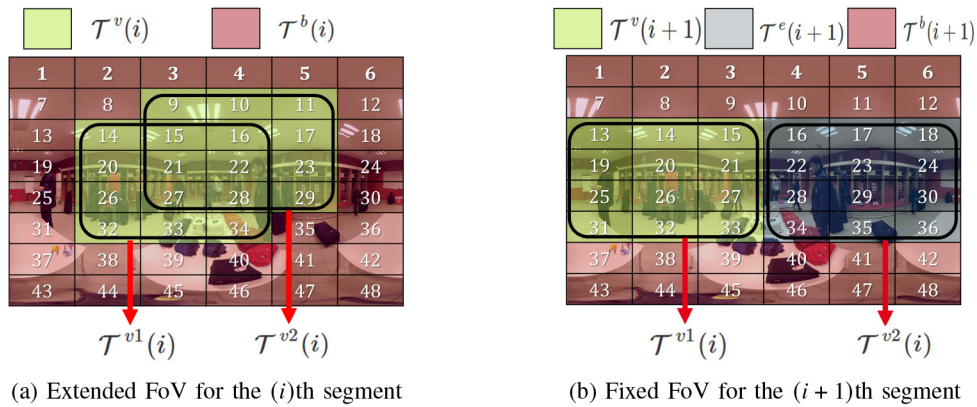 𝒯^v(i) 𝒯^b(i)
1 2 3 4 5 6
7 8 9 10 11 12
13 14 15 16 17 18
19 20 21 22 23 24
25 26 27 28 29 30
31 32 33 34 35
37 38 39 40 41 42
43 44 45 46 47 48
𝒯^{v1}(i) 𝒯^{v2}(i)
(a) Extended FoV for the (i)th segment
𝒯^v(i+1) 𝒯^e(i+1) 𝒯^b(i+1)
1 2 3 4 5 6
7 8 9 10 11 12
13 14 15 16 17 18
19 20 21 22 23 24
25 26 27 28 29 30
31 32 33 34 35 36
37 38 39 40 41 42
43 44 45 46 47 48
𝒯^{v1}(i) 𝒯^{v2}(i)
(b) Fixed FoV for the (i + 1)th segment